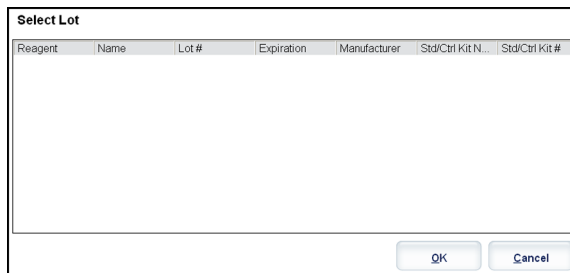 Select Lot
Reagent Name Lot # Expiration Manufacturer Std/Ctrl Kit N... Std/Ctrl Kit #
OK Cancel